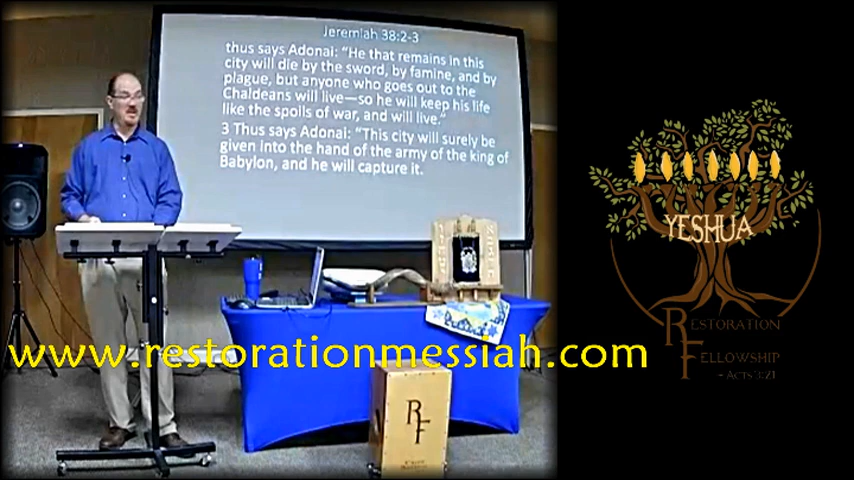 Jeremiah 38:2-3
thus says Adonai: “He that remains in this
city will die by the sword, by famine, and by
plague, but anyone who goes out to the
Chaldeans will live—so he will keep his life
like the spoils of war, and will live.”
3 Thus says Adonai: “This city will surely be
given into the hand of the army of the king of
Babylon, and he will capture it.
YESHUA
RESTORATION
FELLOWSHIP
www.restorationmessiah.com
RF